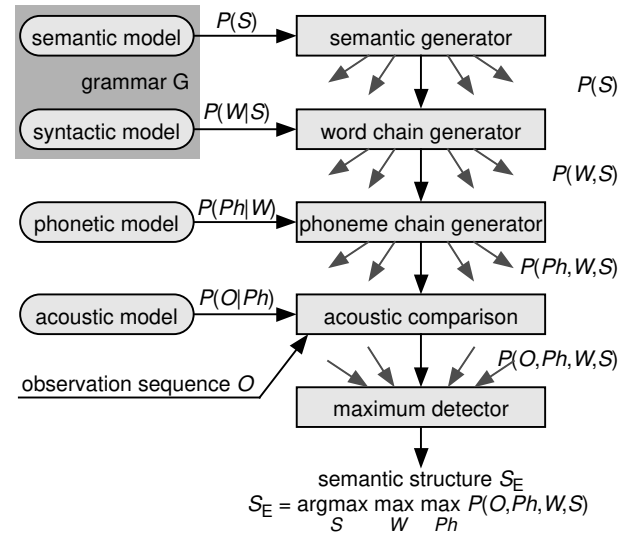 semantic model P(S) semantic generator
grammar G P(S)
syntactic model P(W|S) word chain generator
P(W,S)
phonetic model P(Ph|W) phoneme chain generator
P(Ph,W,S)
acoustic model P(O|Ph) acoustic comparison
P(O,Ph,W,S)
observation sequence O
maximum detector
semantic structure S_E
S_E = argmax max max P(O,Ph,W,S)
S W Ph